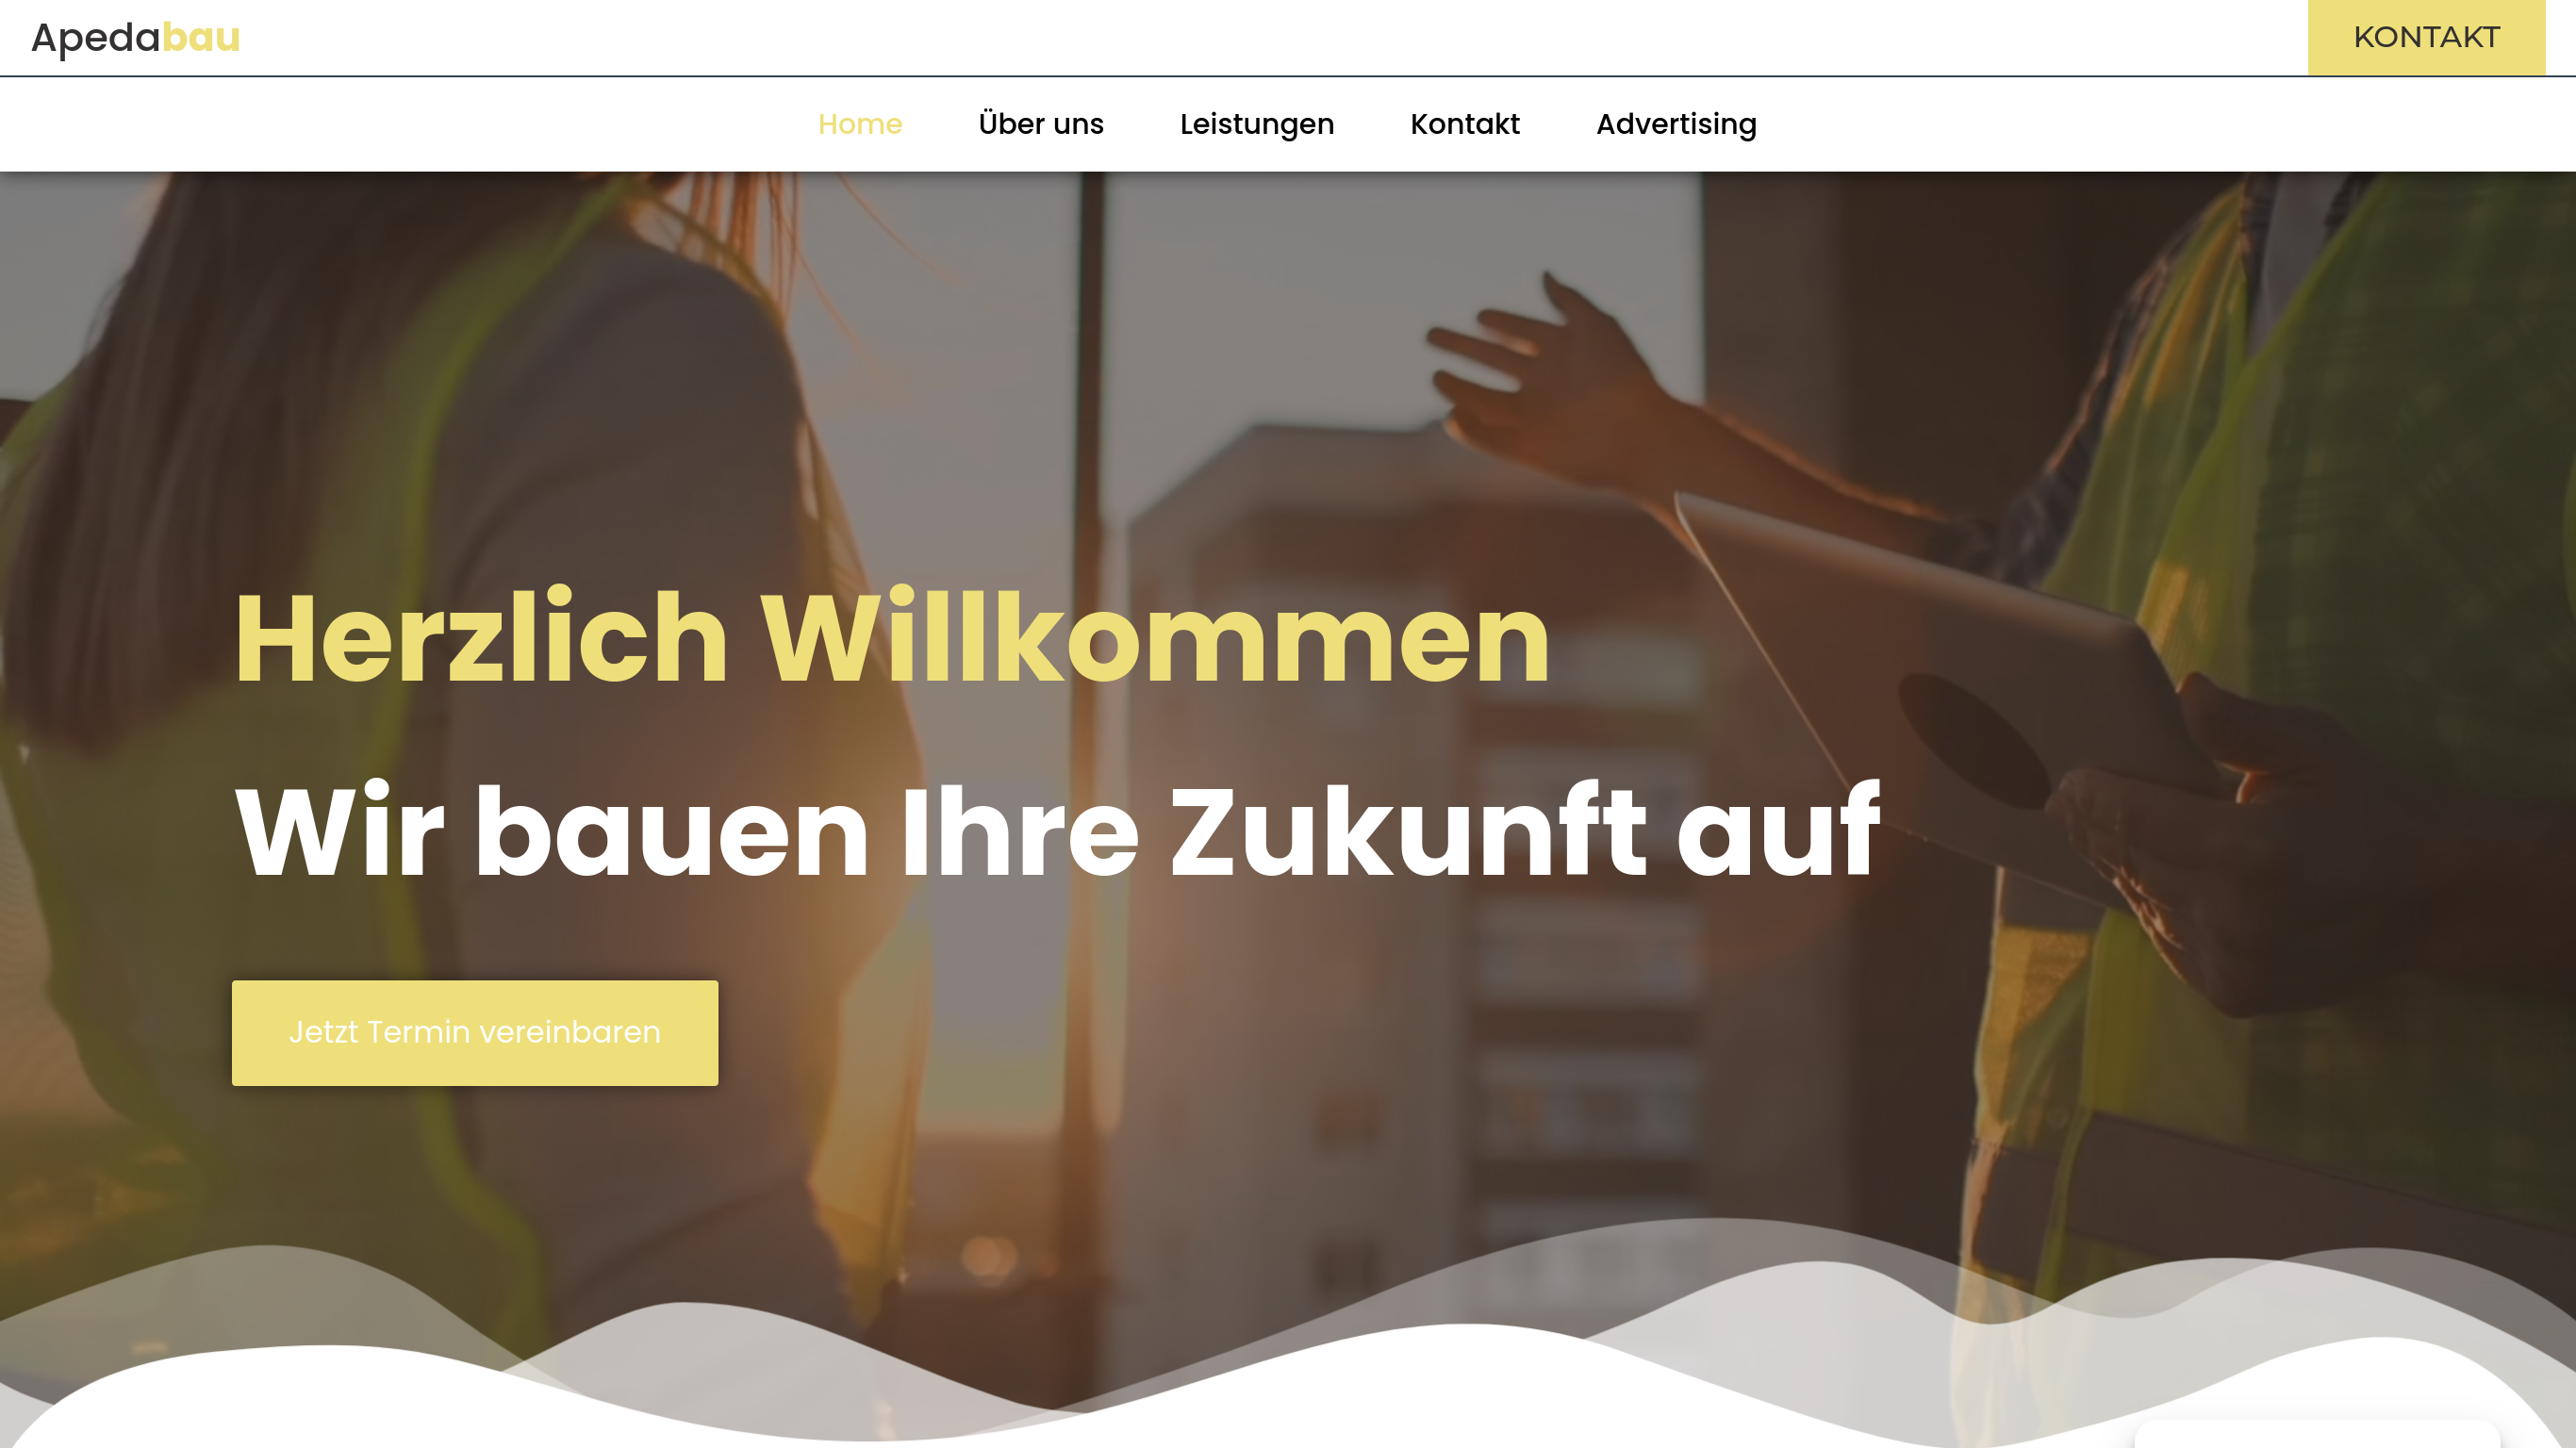 Apedabau
KONTAKT
Home Über uns Leistungen Kontakt Advertising
Herzlich Willkommen
Wir bauen Ihre Zukunft auf
Jetzt Termin vereinbaren